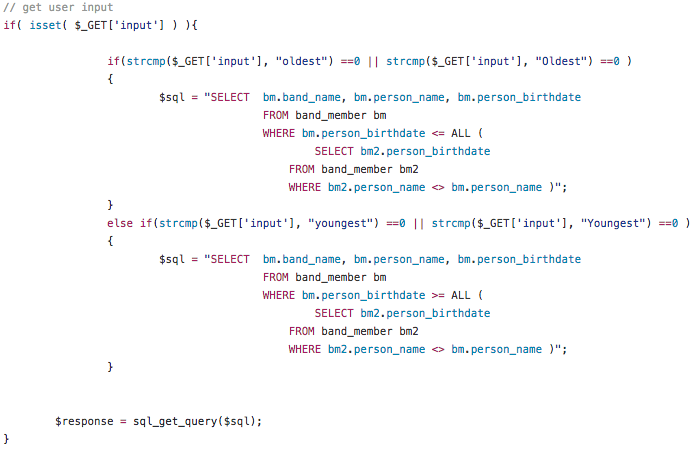 // get user input
if( isset( $_GET['input'] ) ){
if(strcmp($_GET['input'], "oldest") ==0 || strcmp($_GET['input'], "Oldest") ==0 )
{
$sql = "SELECT  bm.band_name, bm.person_name, bm.person_birthdate
FROM band_member bm
WHERE bm.person_birthdate <= ALL (
SELECT bm2.person_birthdate
FROM band_member bm2
WHERE bm2.person_name <> bm.person_name )";
}
else if(strcmp($_GET['input'], "youngest") ==0 || strcmp($_GET['input'], "Youngest") ==0 )
{
$sql = "SELECT  bm.band_name, bm.person_name, bm.person_birthdate
FROM band_member bm
WHERE bm.person_birthdate >= ALL (
SELECT bm2.person_birthdate
FROM band_member bm2
WHERE bm2.person_name <> bm.person_name )";
}
$response = sql_get_query($sql);
}